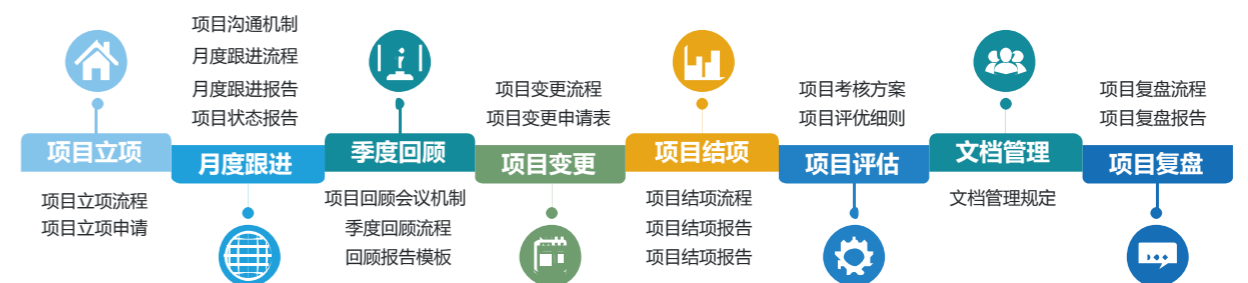 项目立项
项目立项流程
项目立项申请
项目沟通机制
月度跟进流程
月度跟进报告
项目状态报告
月度跟进
季度回顾
项目回顾会议机制
季度回顾流程
回顾报告模板
项目变更流程
项目变更申请表
项目变更
项目结项
项目结项流程
项目结项报告
项目结项报告
项目考核方案
项目评优细则
项目评估
文档管理
文档管理规定
项目复盘流程
项目复盘报告
项目复盘